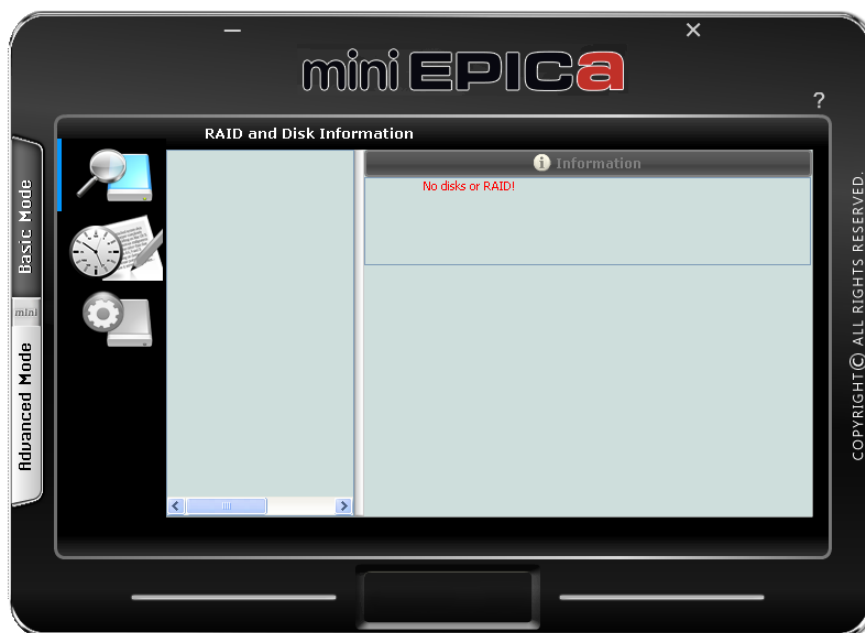 mini EPICa
?
RAID and Disk Information
Information
No disks or RAID!
Basic Mode
mini
Advanced Mode
COPYRIGHT© ALL RIGHTS RESERVED.